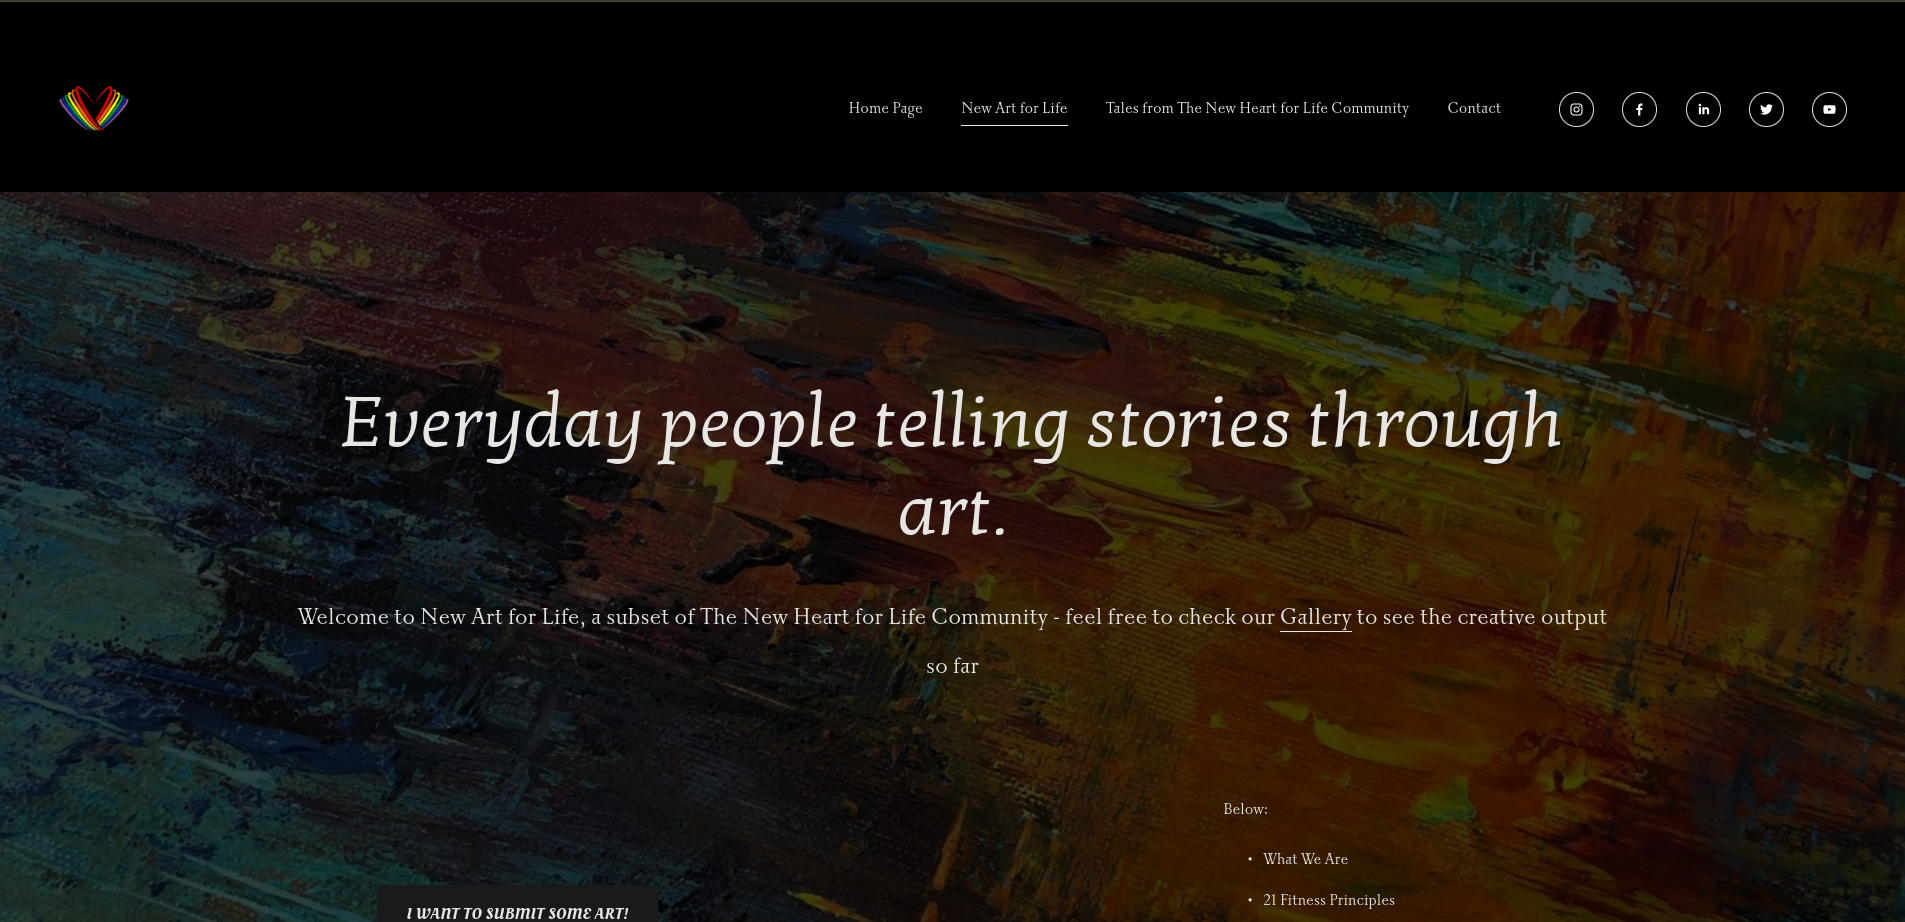 Home Page
New Art for Life
Tales from The New Heart for Life Community
Contact
Everyday people telling stories through
art.
Welcome to New Art for Life, a subset of The New Heart for Life Community - feel free to check our Gallery to see the creative output
so far
Below:
• What We Are
• 21 Fitness Principles
I WANT TO SUBMIT SOME ART!